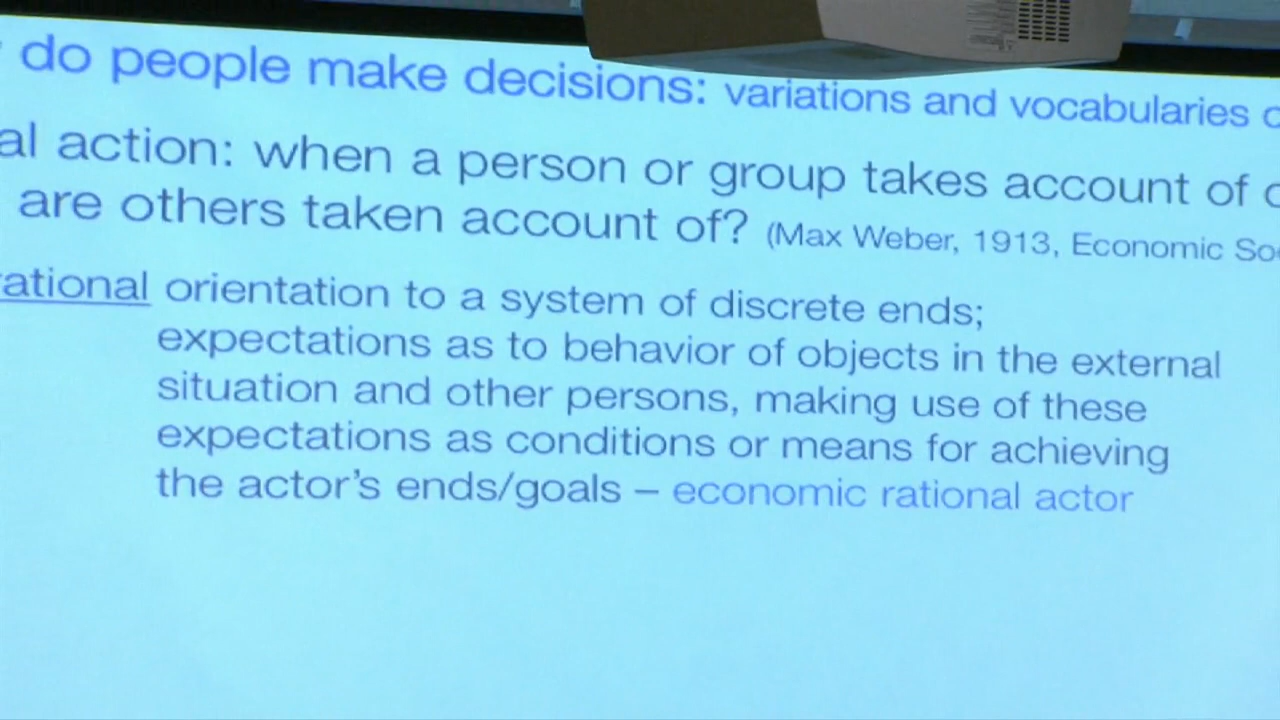 do people make decisions: variations and vocabularies
al action: when a person or group takes account of
are others taken account of? (Max Weber, 1913, Economic So
rational orientation to a system of discrete ends;
expectations as to behavior of objects in the external
situation and other persons, making use of these
expectations as conditions or means for achieving
the actor's ends/goals – economic rational actor